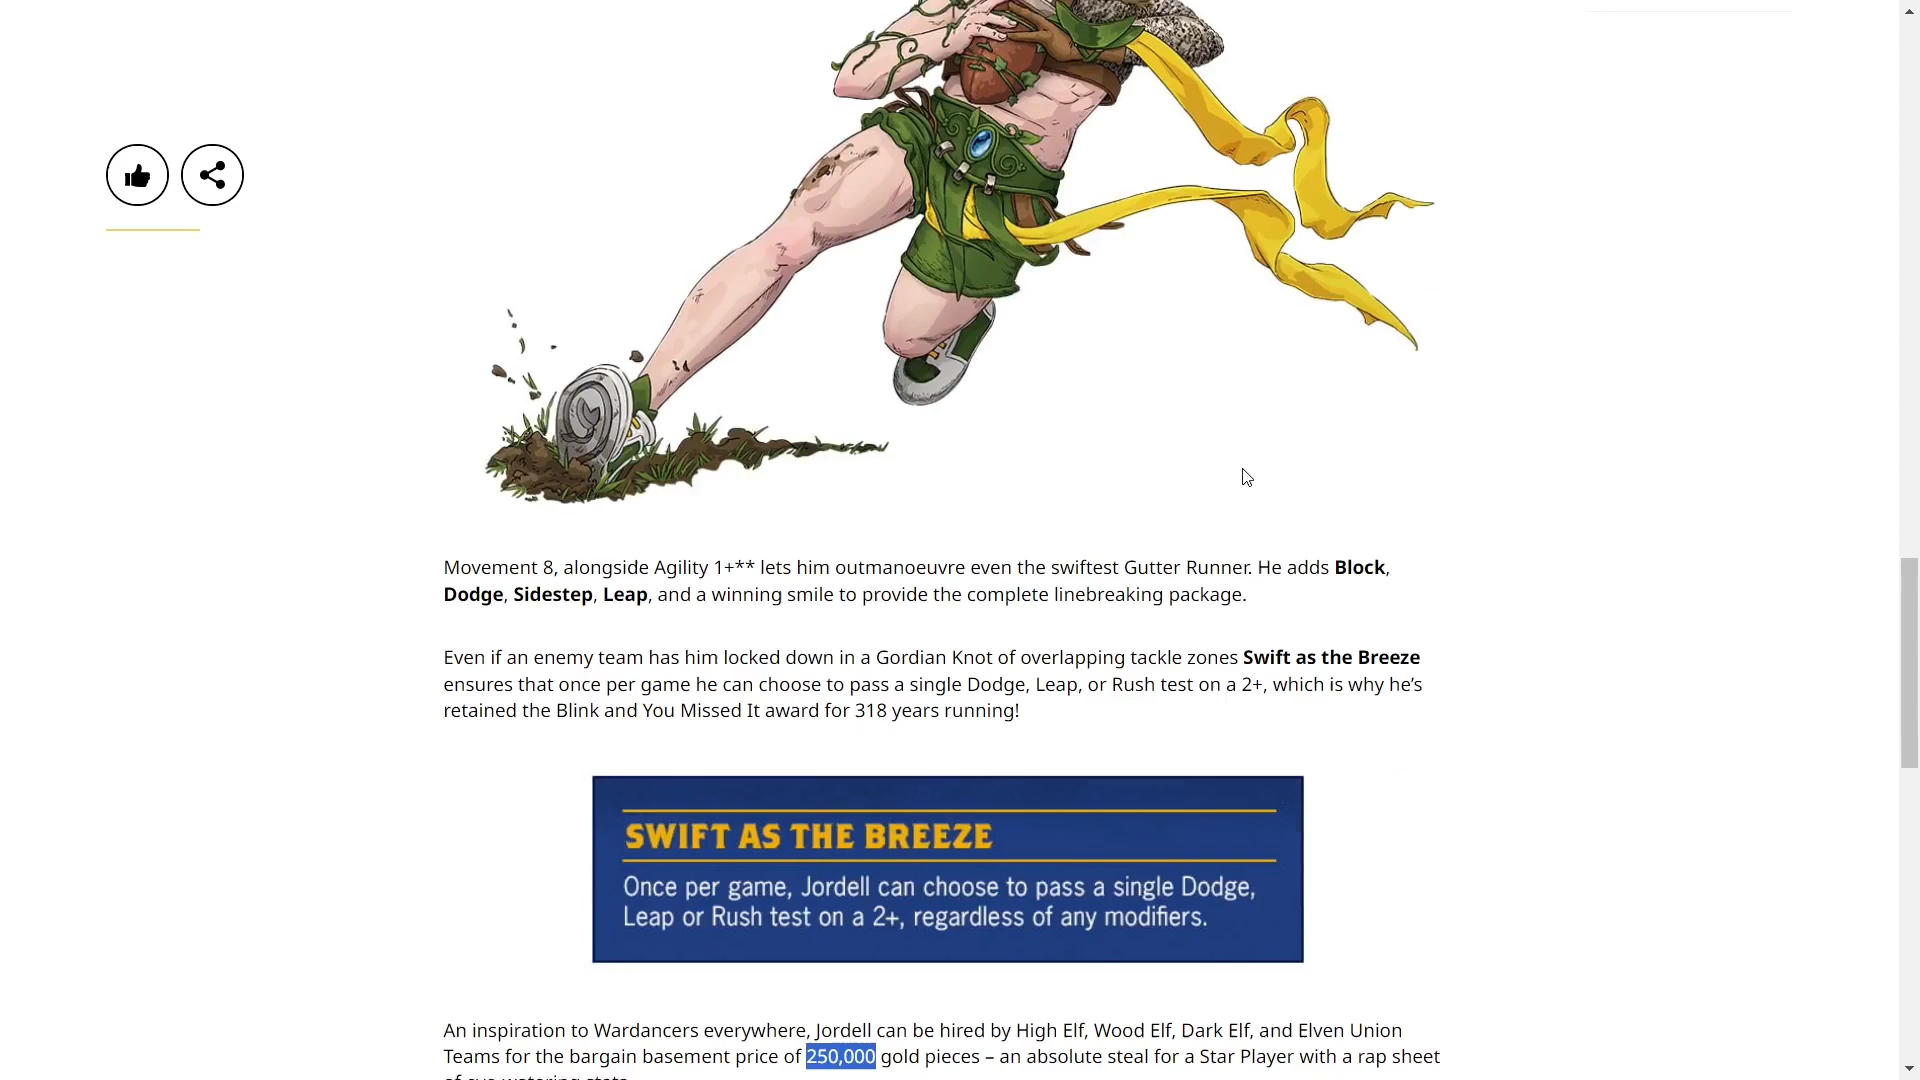 Movement 8, alongside Agility 1+** lets him outmanoeuvre even the swiftest Gutter Runner. He adds Block,
Dodge, Sidestep, Leap, and a winning smile to provide the complete linebreaking package.
Even if an enemy team has him locked down in a Gordian Knot of overlapping tackle zones Swift as the Breeze
ensures that once per game he can choose to pass a single Dodge, Leap, or Rush test on a 2+, which is why he’s
retained the Blink and You Missed It award for 318 years running!
SWIFT AS THE BREEZE
Once per game, Jordell can choose to pass a single Dodge,
Leap or Rush test on a 2+, regardless of any modifiers.
An inspiration to Wardancers everywhere, Jordell can be hired by High Elf, Wood Elf, Dark Elf, and Elven Union
Teams for the bargain basement price of 250,000 gold pieces – an absolute steal for a Star Player with a rap sheet